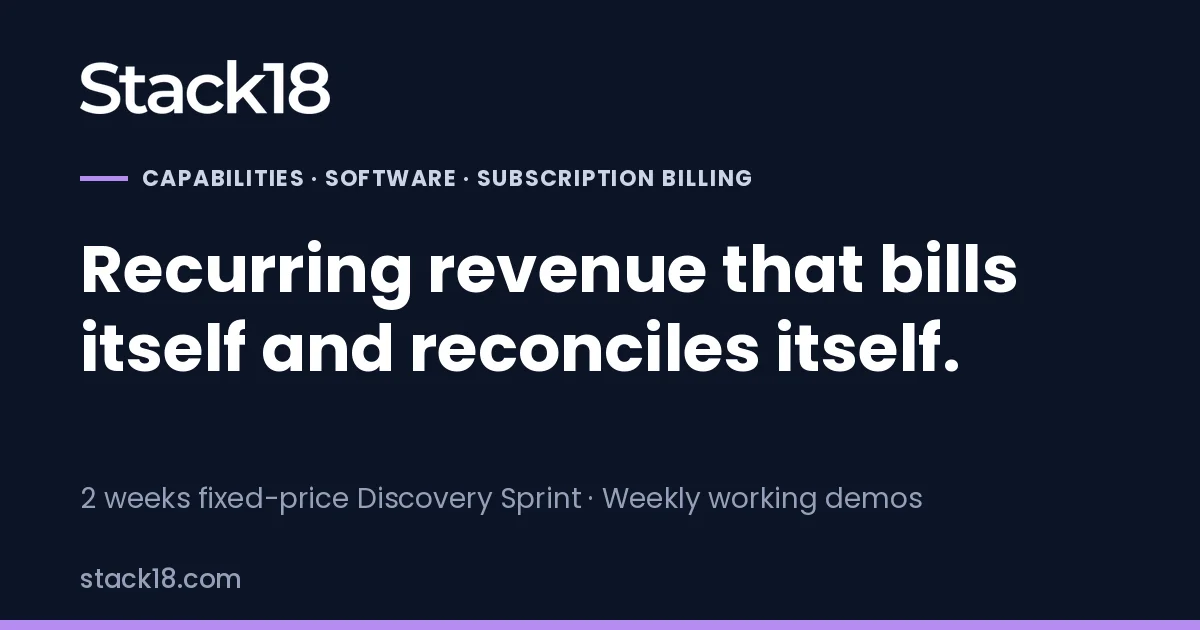 Stack18
CAPABILITIES · SOFTWARE · SUBSCRIPTION BILLING
Recurring revenue that bills
itself and reconciles itself.
2 weeks fixed-price Discovery Sprint · Weekly working demos
stack18.com